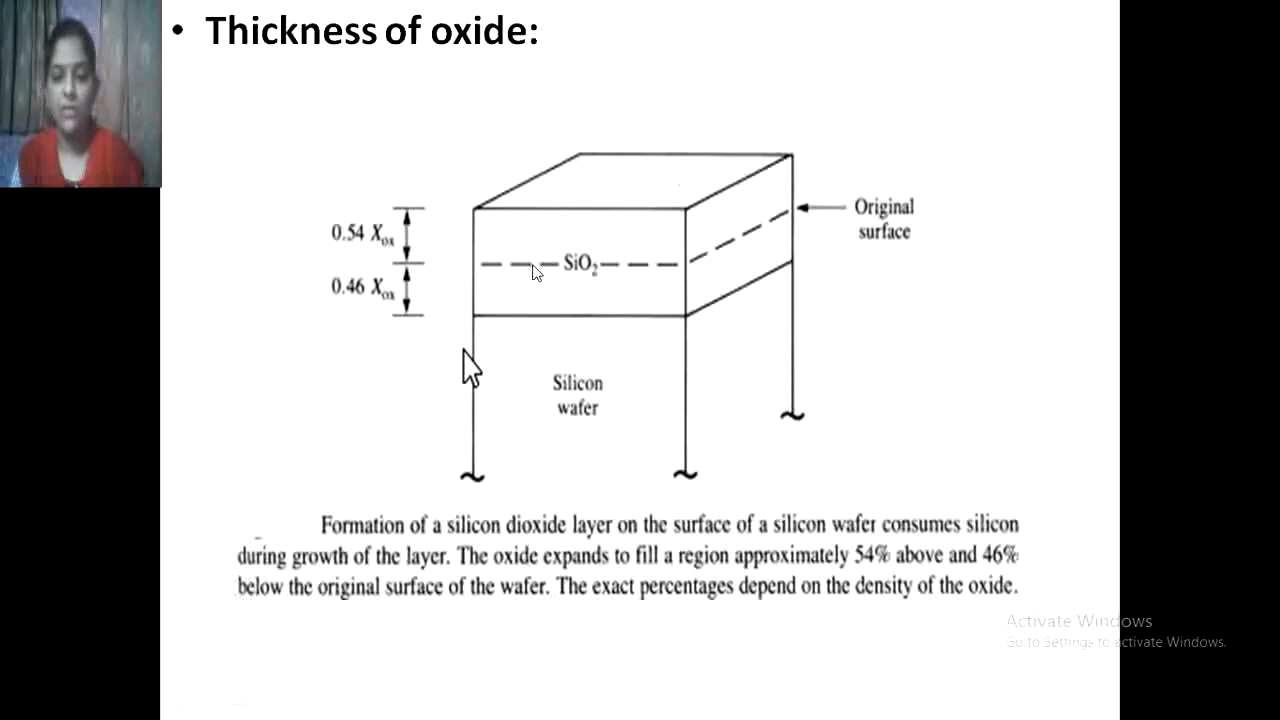 • Thickness of oxide:
Original
surface
0.54 Xox
SiO2
0.46 Xox
Silicon
wafer
Formation of a silicon dioxide layer on the surface of a silicon wafer consumes silicon
during growth of the layer. The oxide expands to fill a region approximately 54% above and 46%
below the original surface of the wafer. The exact percentages depend on the density of the oxide.
Activate Windows
Go to Settings to activate Windows.